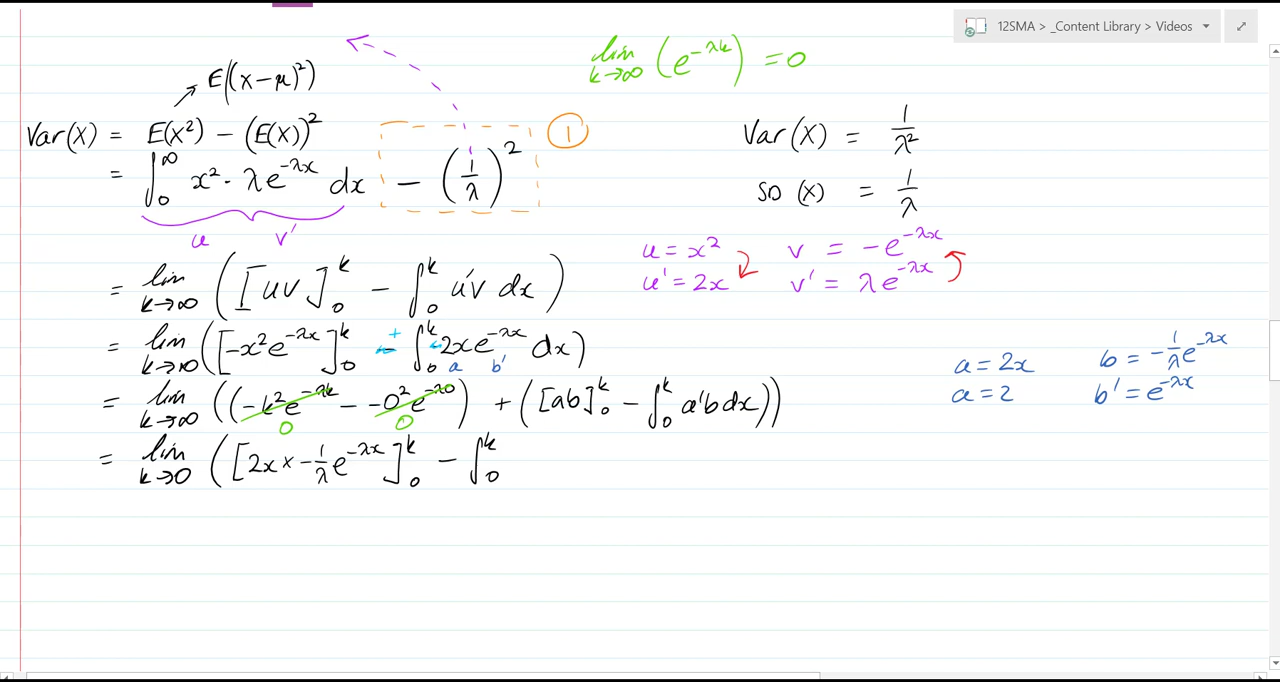 12SMA > _Content Library > Videos
lim k→∞ (e^{-λk}) = 0
E((X-μ)²)
Var(X) = E(X²) - (E(X))²
= ∫₀^∞ x² · λe^{-λx} dx - (1/λ)² ①
u v'
Var(X) = 1/λ²
SD(X) = 1/λ
u = x² v = -e^{-λx}
u' = 2x v' = λe^{-λx}
= lim k→∞ ([uv]₀^k - ∫₀^k u'v dx)
= lim k→∞ ([-x²e^{-λx}]₀^k + ∫₀^k 2xe^{-λx} dx)
a b'
a = 2x b = -1/λ e^{-λx}
a = 2 b' = e^{-λx}
= lim k→∞ ((-k²e^{-λk} - -0²e^{-λ0}) + ([ab]₀^k - ∫₀^k a'b dx))
0 0
= lim k→0 ([2x × -1/λ e^{-λx}]₀^k - ∫₀^k